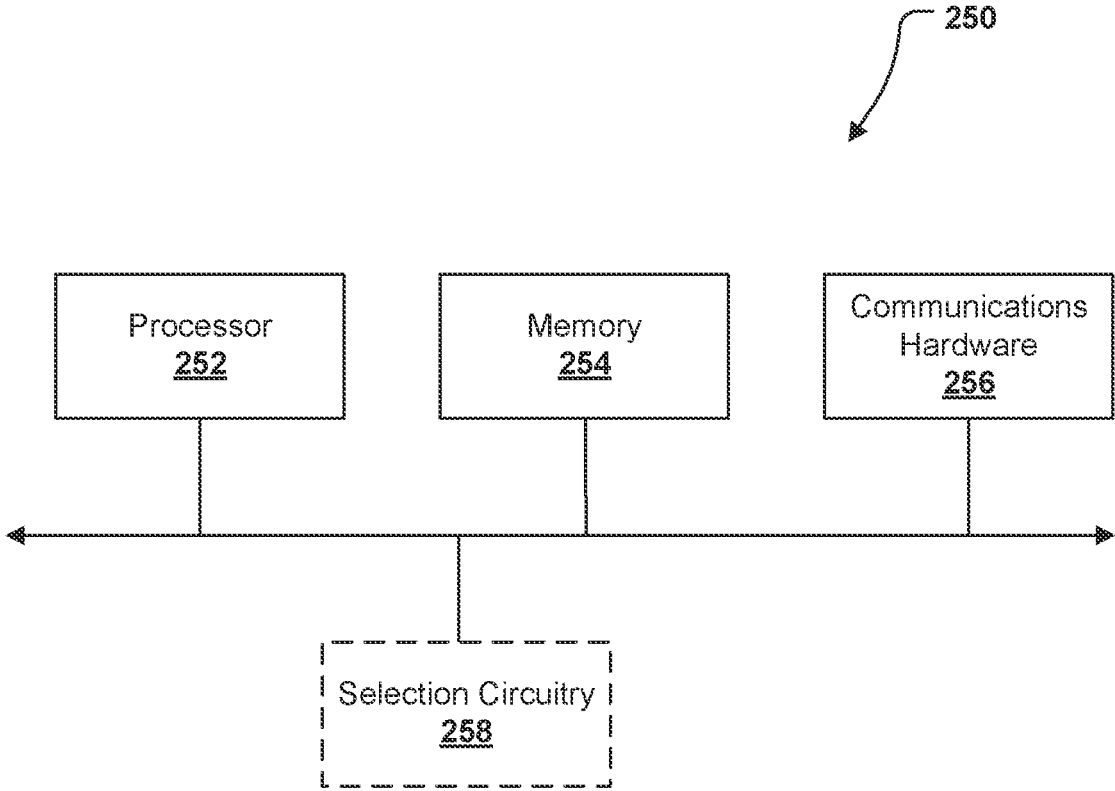 250
Processor
252
Memory
254
Communications
Hardware
256
Selection Circuitry
258